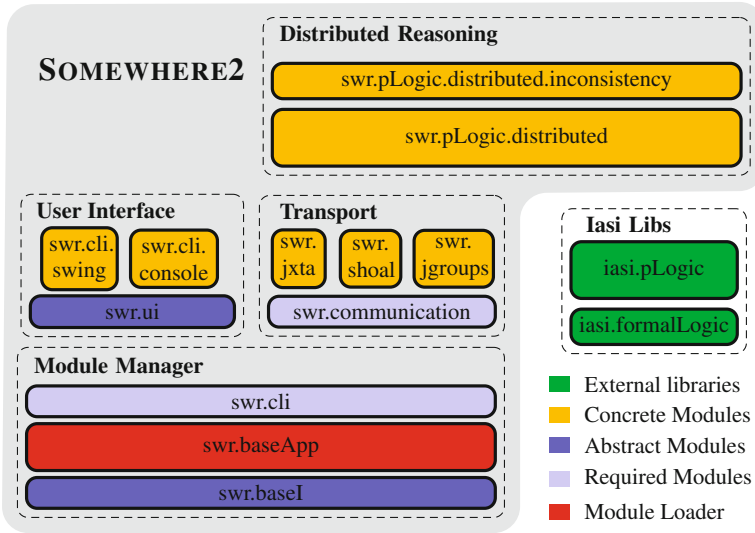 SOMEWHERE2
Distributed Reasoning
swr.pLogic.distributed.inconsistency
swr.pLogic.distributed
User Interface
swr.cli.
swing
swr.cli.
console
swr.ui
Transport
swr.
jxta
swr.
shoal
swr.
jgroups
swr.communication
Iasi Libs
iasi.pLogic
iasi.formalLogic
Module Manager
swr.cli
swr.baseApp
swr.baseI
External libraries
Concrete Modules
Abstract Modules
Required Modules
Module Loader